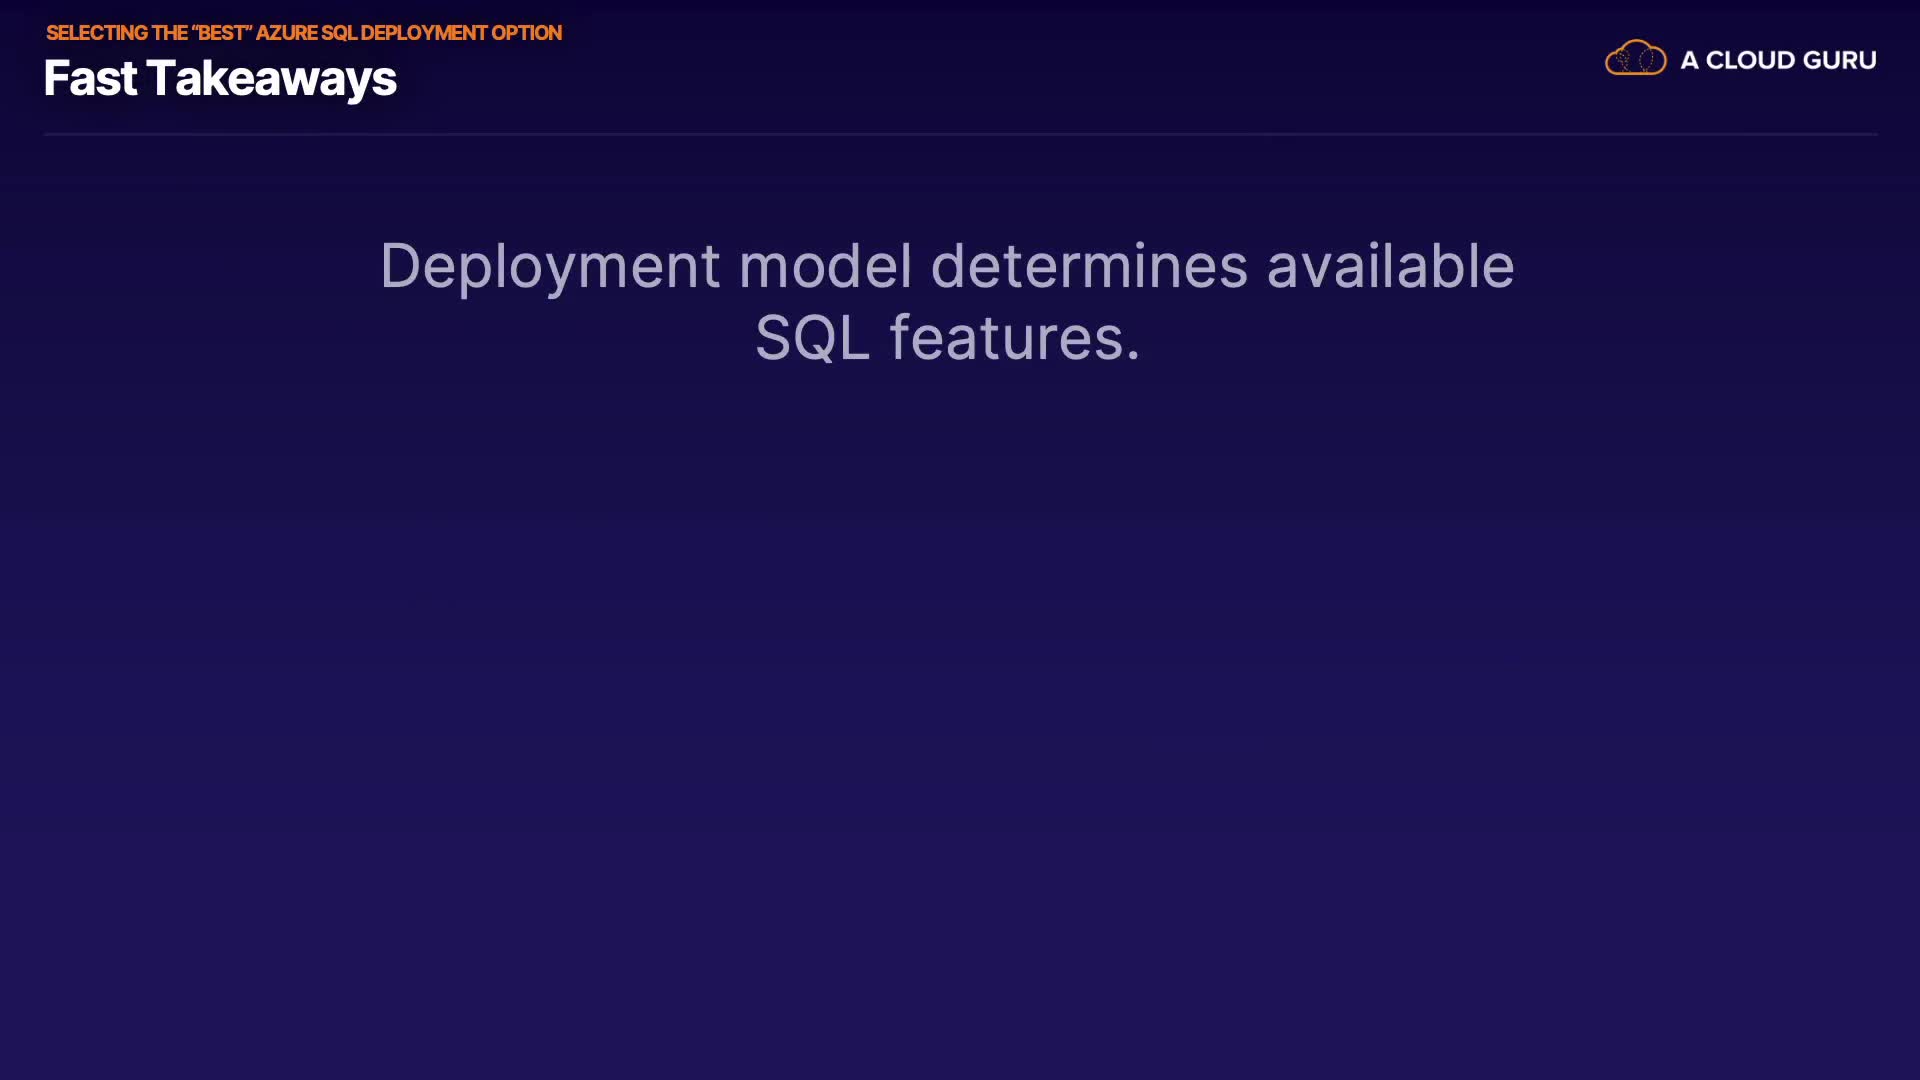 SELECTING THE “BEST” AZURE SQL DEPLOYMENT OPTION
Fast Takeaways
A CLOUD GURU
Deployment model determines available
SQL features.